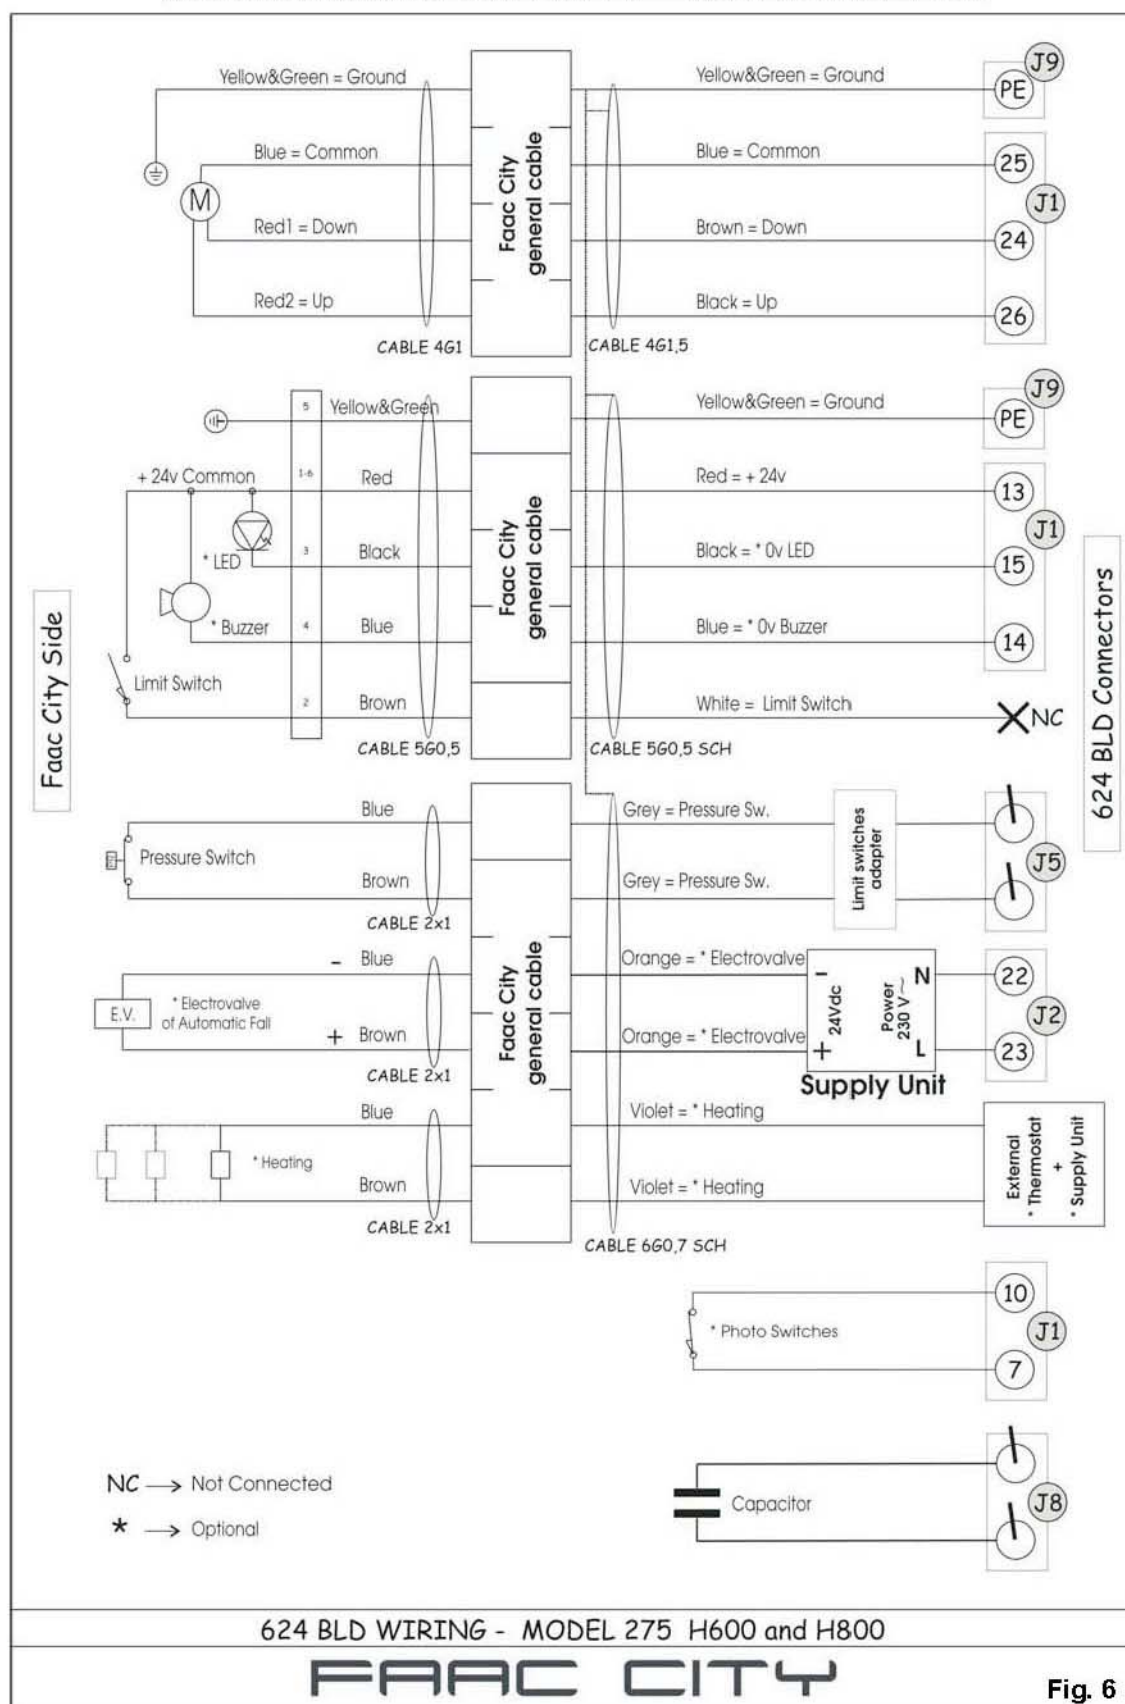 Yellow&Green = Ground
Yellow&Green = Ground
J9
PE
Blue = Common
Blue = Common
25
M
J1
Red1 = Down
Brown = Down
24
Red2 = Up
Black = Up
26
Faac City
general cable
CABLE 4G1
CABLE 4G1,5
5
Yellow&Green
Yellow&Green = Ground
J9
PE
+ 24v Common
1-6
Red
Red = + 24v
13
J1
* LED
3
Black
Black = * 0v LED
15
* Buzzer
4
Blue
Blue = * 0v Buzzer
14
Limit Switch
2
Brown
White = Limit Switch
NC
Faac City
general cable
CABLE 5G0,5
CABLE 5G0,5 SCH
Faac City Side
624 BLD Connectors
Blue
Grey = Pressure Sw.
Pressure Switch
Limit switches
adapter
J5
Brown
Grey = Pressure Sw.
CABLE 2x1
- Blue
Orange = * Electrovalve
- N
22
E.V.
* Electrovalve
of Automatic Fall
24Vdc
Power
230 V~
J2
+ Brown
Orange = * Electrovalve
+ L
23
CABLE 2x1
Supply Unit
Faac City
general cable
Blue
Violet = * Heating
* Heating
External
* Thermostat
+
* Supply Unit
Brown
Violet = * Heating
CABLE 2x1
CABLE 6G0,7 SCH
10
* Photo Switches
J1
7
NC → Not Connected
Capacitor
J8
* → Optional
624 BLD WIRING - MODEL 275 H600 and H800
FAAC CITY
Fig. 6